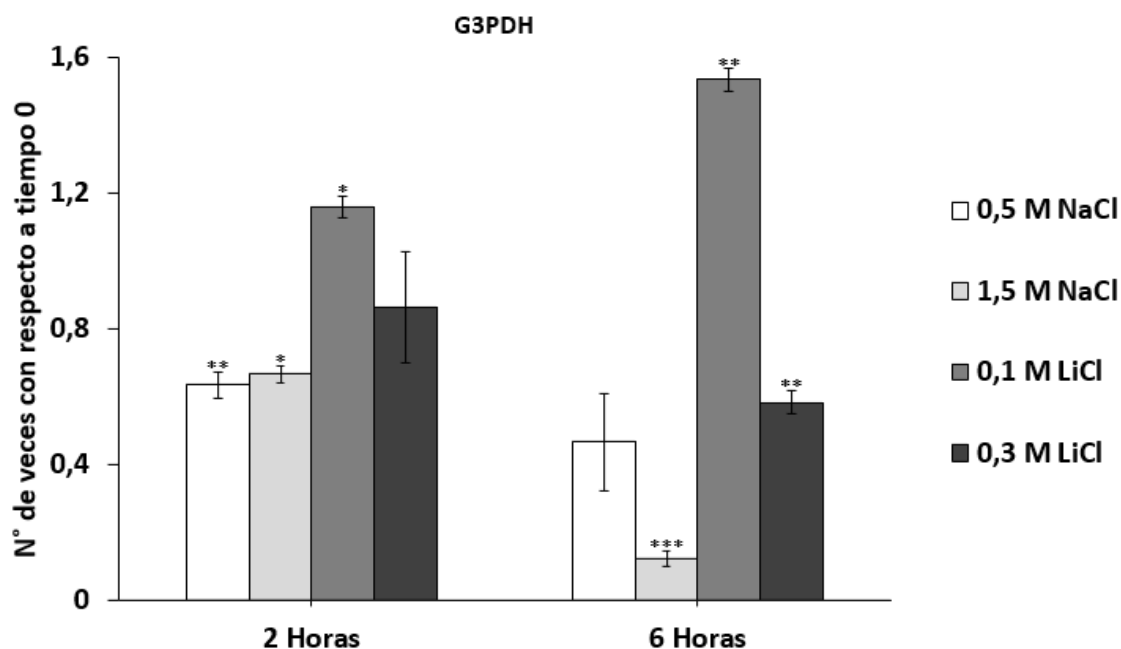 G3PDH
N° de veces con respecto a tiempo 0
1,6
1,2
0,8
0,4
0
**
*
*
***
**
**
2 Horas
6 Horas
0,5 M NaCl
1,5 M NaCl
0,1 M LiCl
0,3 M LiCl